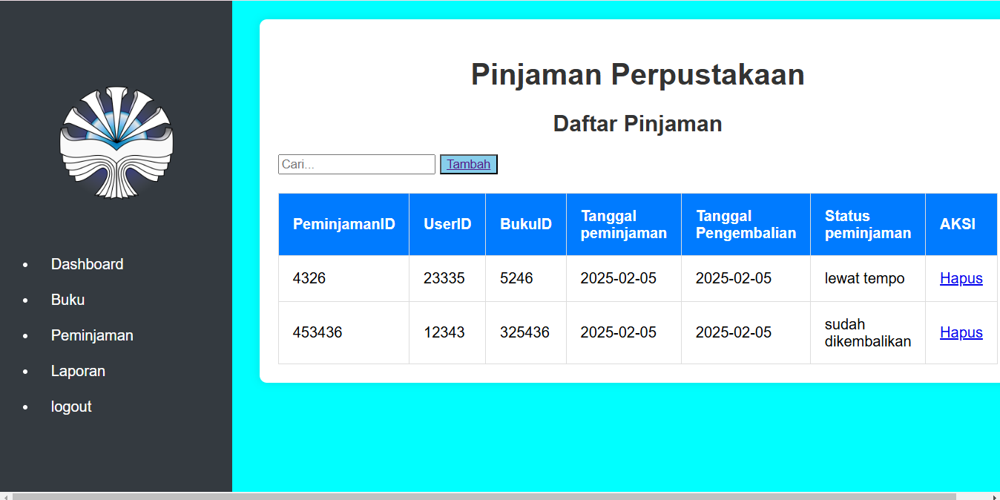 Dashboard
Buku
Peminjaman
Laporan
logout
Pinjaman Perpustakaan
Daftar Pinjaman
Cari... Tambah
PeminjamanID UserID BukuID Tanggal peminjaman Tanggal Pengembalian Status peminjaman AKSI
4326 23335 5246 2025-02-05 2025-02-05 lewat tempo Hapus
453436 12343 325436 2025-02-05 2025-02-05 sudah dikembalikan Hapus